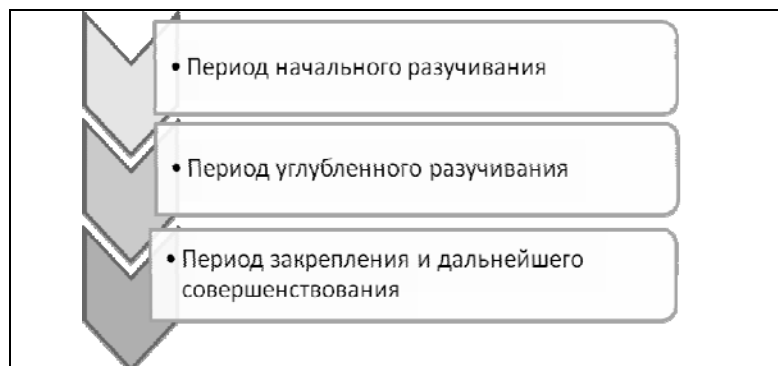 • Период начального разучивания
• Период углубленного разучивания
• Период закрепления и дальнейшего
совершенствования